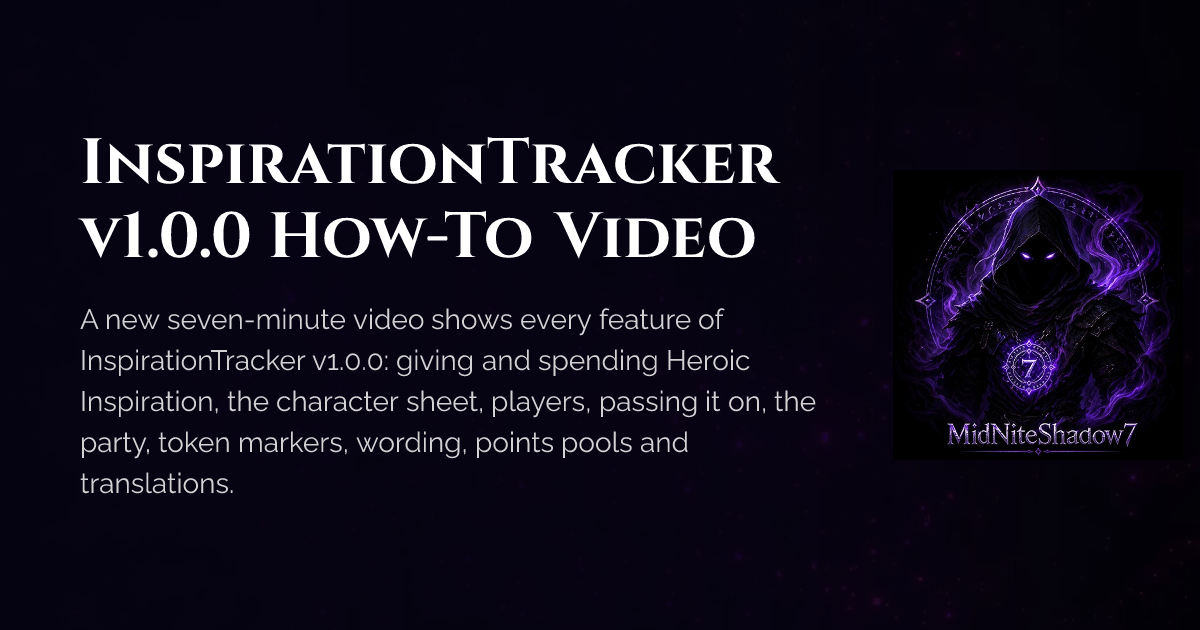 InspirationTracker
v1.0.0 How-To Video
A new seven-minute video shows every feature of
InspirationTracker v1.0.0: giving and spending Heroic
Inspiration, the character sheet, players, passing it on, the
party, token markers, wording, points pools and
translations.
7
MidNiteShadow7